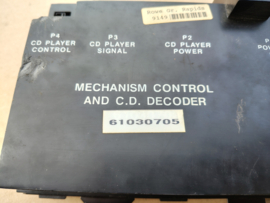 P4
CD PLAYER
CONTROL
P3
CD PLAYER
SIGNAL
P2
CD PLAYER
POWER
MECHANISM CONTROL
AND C.D. DECODER
61030705